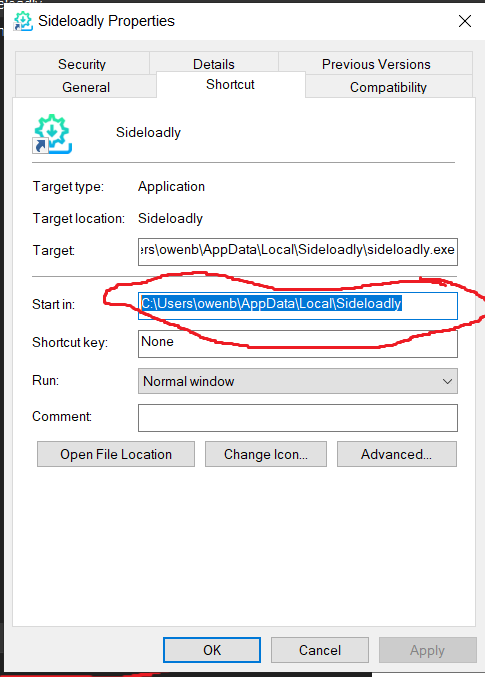 Sideloadly Properties
Security Details Previous Versions
General Shortcut Compatibility
Sideloadly
Target type: Application
Target location: Sideloadly
Target: ers\owenb\AppData\Local\Sideloadly\sideloadly.exe
Start in: C:\Users\owenb\AppData\Local\Sideloadly
Shortcut key: None
Run: Normal window
Comment:
Open File Location Change Icon... Advanced...
OK Cancel Apply